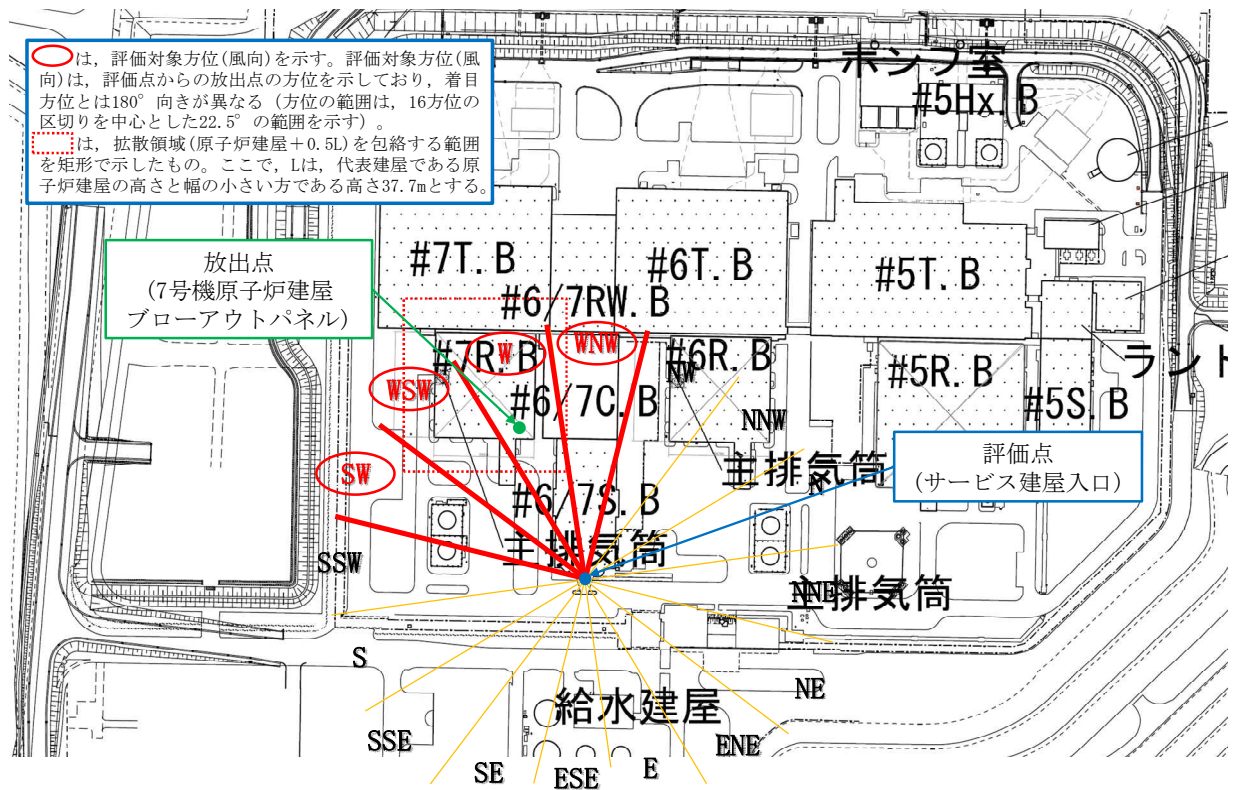 は，評価対象方位(風向)を示す。評価対象方位(風
向)は，評価点からの放出点の方位を示しており，着目
方位とは180°向きが異なる（方位の範囲は，16方位の
区切りを中心とした22.5°の範囲を示す）。
は，拡散領域(原子炉建屋＋0.5L)を包絡する範囲
を矩形で示したもの。ここで，Lは，代表建屋である原
子炉建屋の高さと幅の小さい方である高さ37.7mとする。
ポンプ室
#5Hx.B
放出点
(7号機原子炉建屋
ブローアウトパネル)
#7T.B
#6T.B
#5T.B
#6/7RW.B
#7R.B
W
WNW
#6R.B
NW
#5R.B
ラント
WSW
#6/7C.B
#5S.B
NNW
評価点
(サービス建屋入口)
SW
主排気筒
N
#6/7S.B
主排気筒
SSW
NNE
主排気筒
S
NE
給水建屋
SSE
ENE
SE
ESE
E